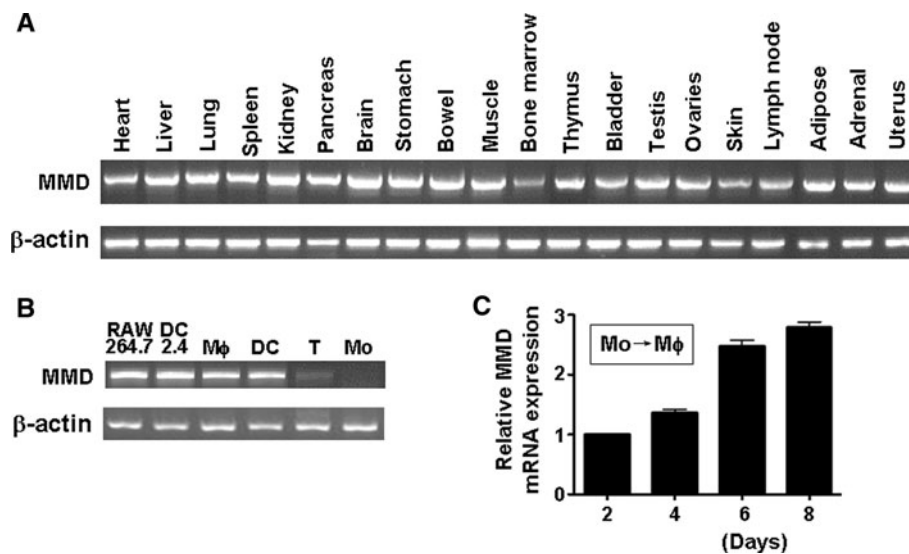 A
Heart Liver Lung Spleen Kidney Pancreas Brain Stomach Bowel Muscle Bone marrow Thymus Bladder Testis Ovaries Skin Lymph node Adipose Adrenal Uterus
MMD
β-actin
B
RAW DC
264.7 2.4 Mϕ DC T Mo
MMD
β-actin
C
Relative MMD
mRNA expression
3
2
1
0
Mo→Mϕ
2 4 6 8
(Days)